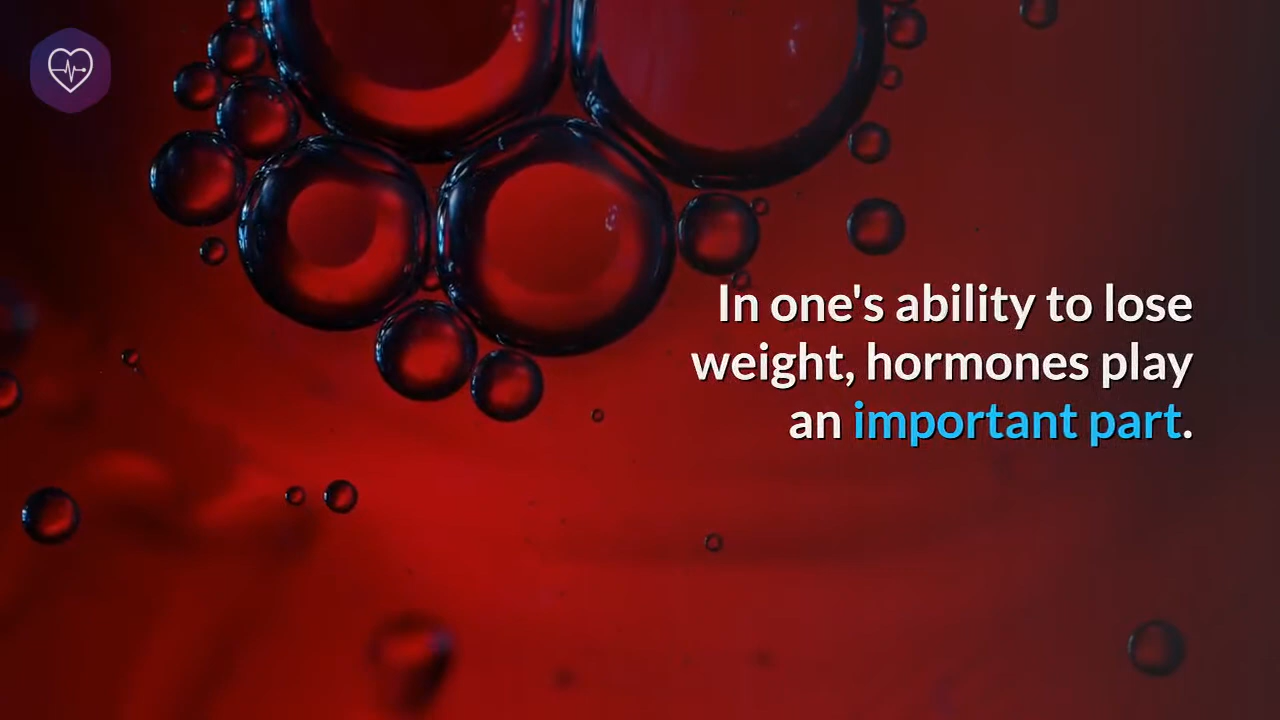 In one's ability to lose
weight, hormones play
an important part.